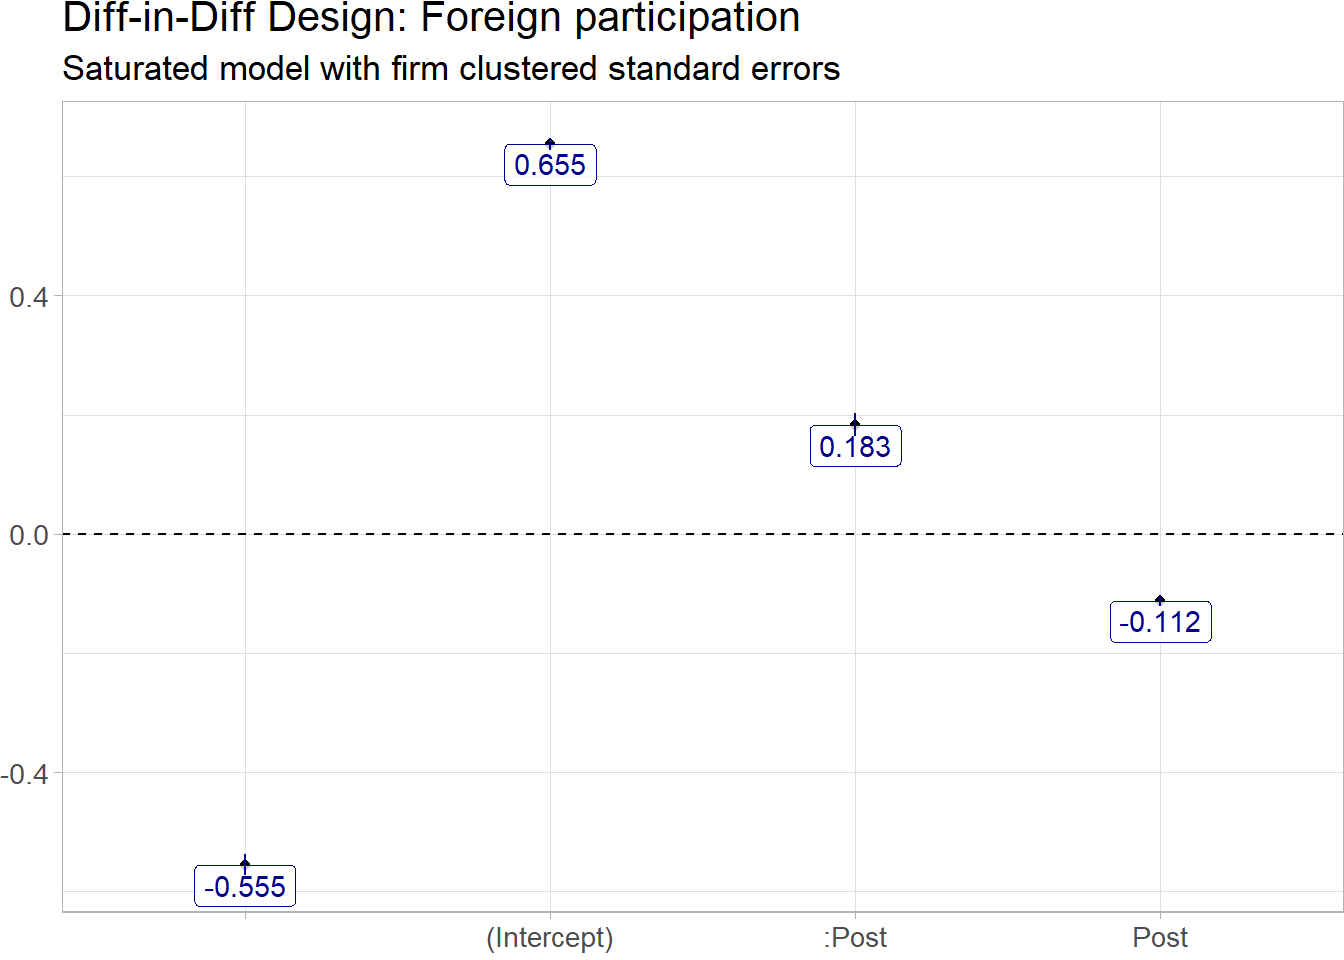 Diff-in-Diff Design: Foreign participation
Saturated model with firm clustered standard errors
0.655
0.4
0.183
0.0
-0.112
-0.4
-0.555
(Intercept)
:Post
Post